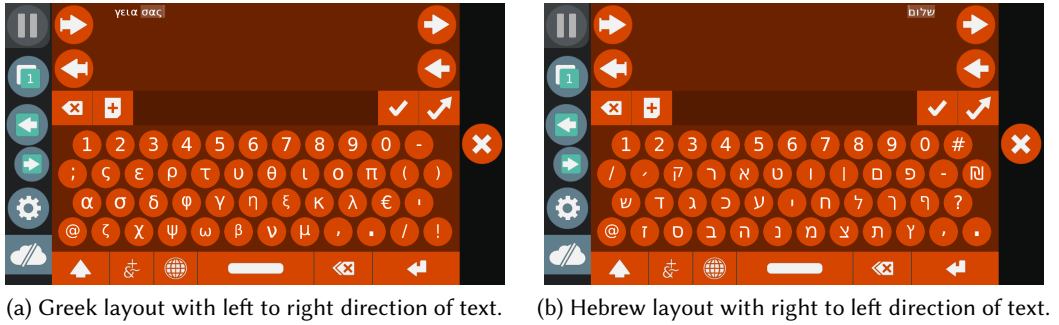 γεια σας
1
1 2 3 4 5 6 7 8 9 0 -
; ς ε ρ τ υ θ ι ο π ( )
α σ δ φ γ η ξ κ λ € '
@ ζ χ ψ ω β ν μ , . / !
(a) Greek layout with left to right direction of text.
שלום
1
1 2 3 4 5 6 7 8 9 0 #
/ ׳ ק ר א ט ו ן ם פ - ₪
ש ד ג כ ע י ח ל ך ף ?
@ ז ס ב ה נ מ צ ת ץ , .
(b) Hebrew layout with right to left direction of text.